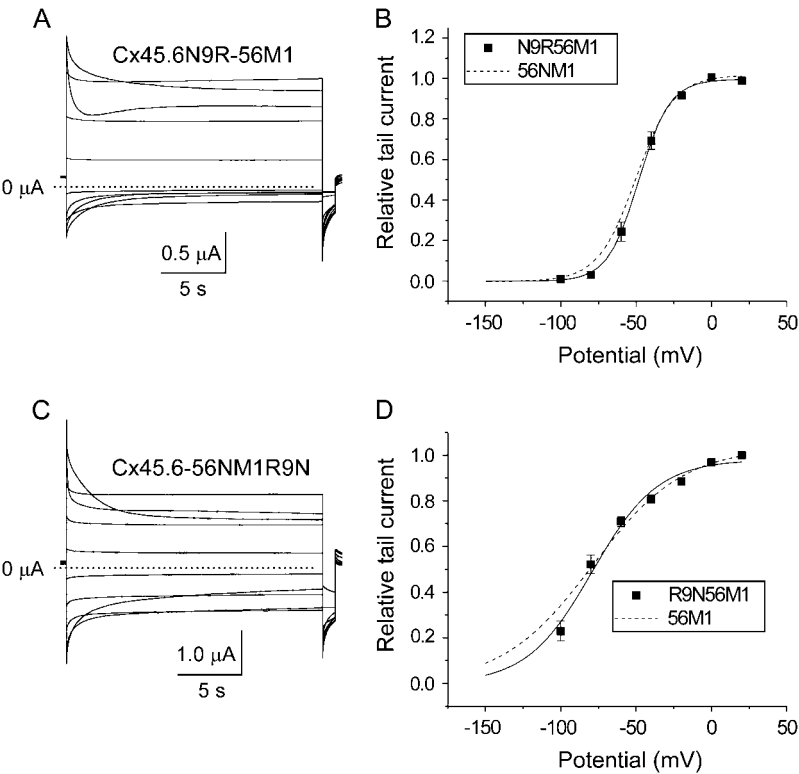 A
Cx45.6N9R-56M1
0 μA
0.5 μA
5 s
B
N9R56M1
56NM1
Relative tail current
1.2
1.0
0.8
0.6
0.4
0.2
0.0
-150
-100
-50
0
50
Potential (mV)
C
Cx45.6-56NM1R9N
0 μA
1.0 μA
5 s
D
R9N56M1
56M1
Relative tail current
1.0
0.8
0.6
0.4
0.2
0.0
-150
-100
-50
0
50
Potential (mV)